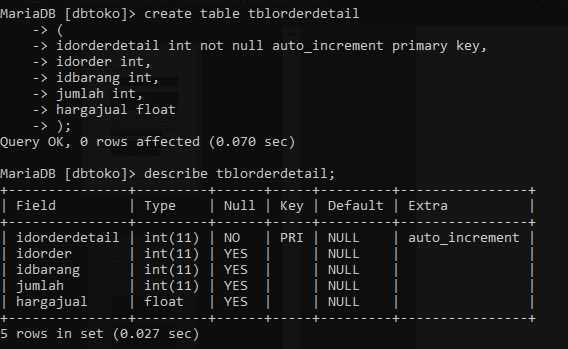 MariaDB [dbtoko]> create table tblorderdetail
    -> (
    -> idorderdetail int not null auto_increment primary key,
    -> idorder int,
    -> idbarang int,
    -> jumlah int,
    -> hargajual float
    -> );
Query OK, 0 rows affected (0.070 sec)

MariaDB [dbtoko]> describe tblorderdetail;
+---------------+---------+------+-----+---------+----------------+
| Field         | Type    | Null | Key | Default | Extra          |
+---------------+---------+------+-----+---------+----------------+
| idorderdetail | int(11) | NO   | PRI | NULL    | auto_increment |
| idorder       | int(11) | YES  |     | NULL    |                |
| idbarang      | int(11) | YES  |     | NULL    |                |
| jumlah        | int(11) | YES  |     | NULL    |                |
| hargajual     | float   | YES  |     | NULL    |                |
+---------------+---------+------+-----+---------+----------------+
5 rows in set (0.027 sec)